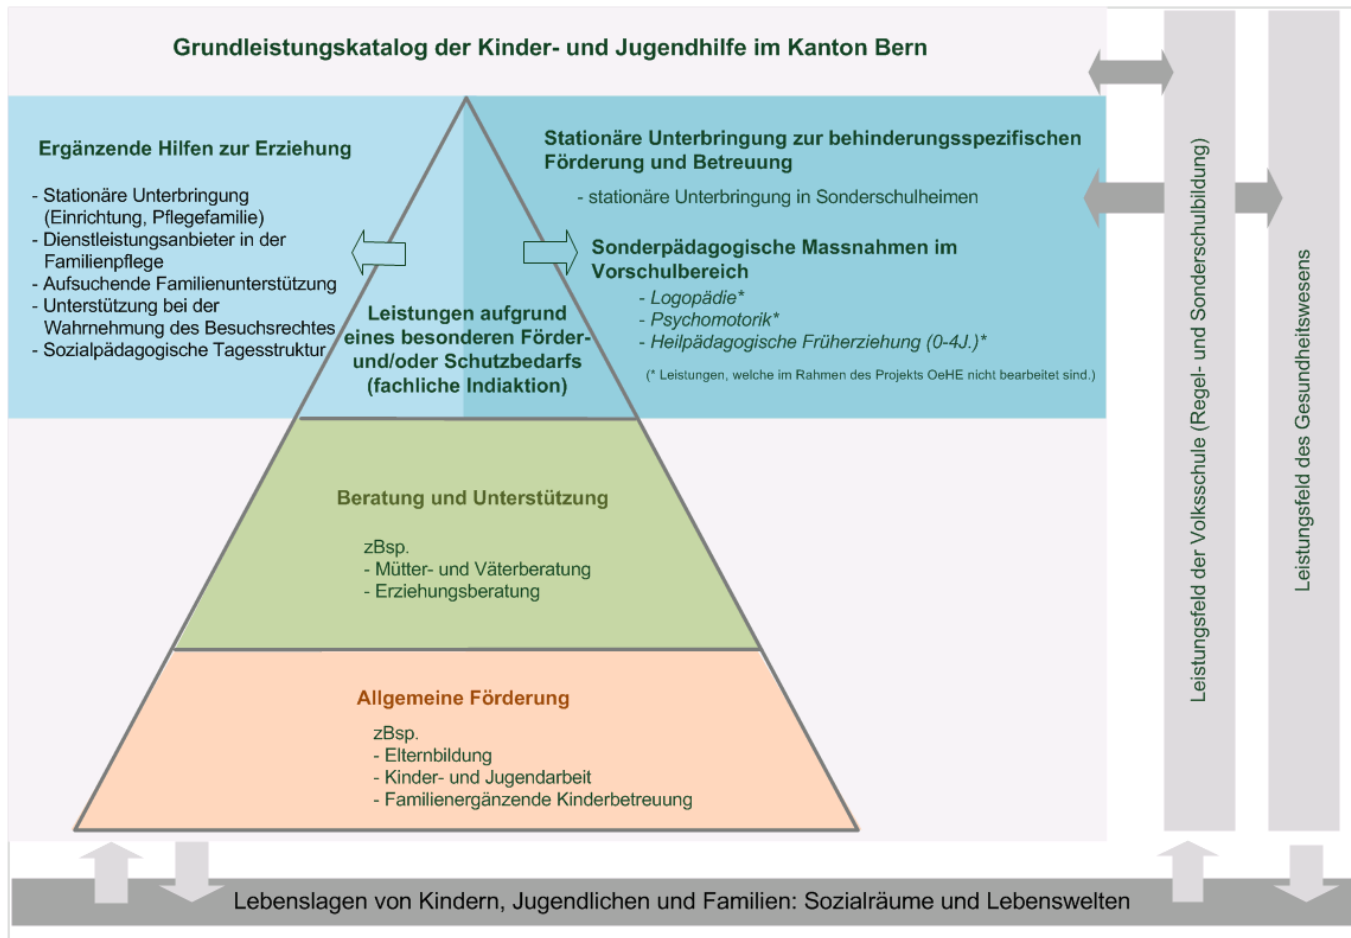 Grundleistungskatalog der Kinder- und Jugendhilfe im Kanton Bern
Ergänzende Hilfen zur Erziehung
- Stationäre Unterbringung
(Einrichtung, Pflegefamilie)
- Dienstleistungsanbieter in der
Familienpflege
- Aufsuchende Familienunterstützung
- Unterstützung bei der
Wahrnehmung des Besuchsrechtes
- Sozialpädagogische Tagesstruktur
Stationäre Unterbringung zur behinderungsspezifischen
Förderung und Betreuung
- stationäre Unterbringung in Sonderschulheimen
Sonderpädagogische Massnahmen im
Vorschulbereich
- Logopädie*
- Psychomotorik*
- Heilpädagogische Früherziehung (0-4J.)*
(* Leistungen, welche im Rahmen des Projekts OeHE nicht bearbeitet sind.)
Leistungen aufgrund
eines besonderen Förder-
und/oder Schutzbedarfs
(fachliche Indiaktion)
Beratung und Unterstützung
zBsp.
- Mütter- und Väterberatung
- Erziehungsberatung
Allgemeine Förderung
zBsp.
- Elternbildung
- Kinder- und Jugendarbeit
- Familienergänzende Kinderbetreuung
Leistungsfeld der Volksschule (Regel- und Sonderschulbildung)
Leistungsfeld des Gesundheitswesens
Lebenslagen von Kindern, Jugendlichen und Familien: Sozialräume und Lebenswelten